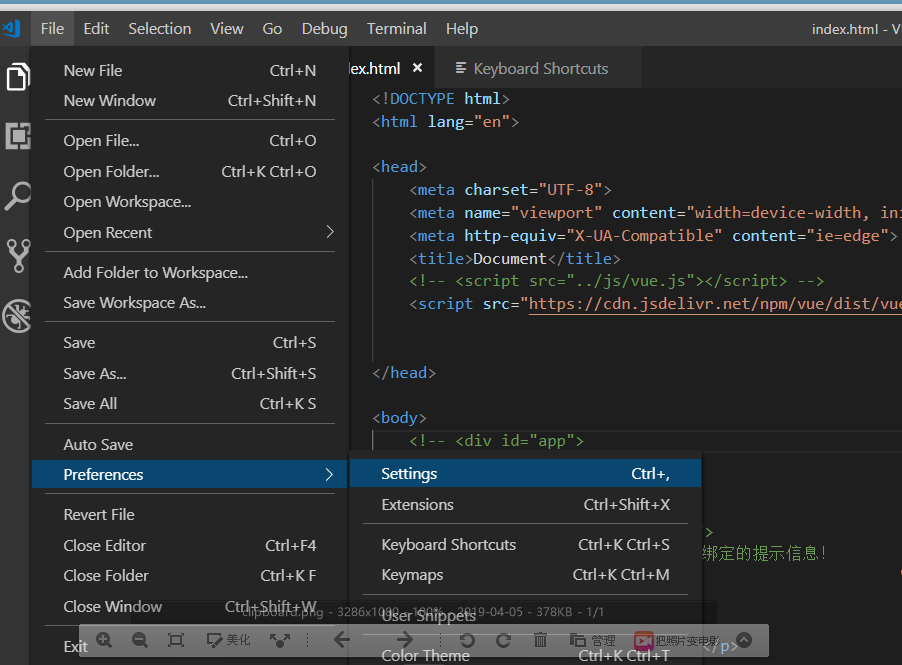 File Edit Selection View Go Debug Terminal Help index.html - V
New File Ctrl+N
New Window Ctrl+Shift+N
Open File... Ctrl+O
Open Folder... Ctrl+K Ctrl+O
Open Workspace...
Open Recent
Add Folder to Workspace...
Save Workspace As...
Save Ctrl+S
Save As... Ctrl+Shift+S
Save All Ctrl+K S
Auto Save
Preferences
Revert File
Close Editor Ctrl+F4
Close Folder Ctrl+K F
Close Window Ctrl+Shift+W
Exit
ex.html × Keyboard Shortcuts
<!DOCTYPE html>
<html lang="en">
<head>
<meta charset="UTF-8">
<meta name="viewport" content="width=device-width, ini
<meta http-equiv="X-UA-Compatible" content="ie=edge">
<title>Document</title>
<!-- <script src="../js/vue.js"></script> -->
<script src="https://cdn.jsdelivr.net/npm/vue/dist/vue
</head>
<body>
<!-- <div id="app">
>
绑定的提示信息!
</p>
Settings Ctrl+,
Extensions Ctrl+Shift+X
Keyboard Shortcuts Ctrl+K Ctrl+S
Keymaps Ctrl+K Ctrl+M
User Snippets
Color Theme Ctrl+K Ctrl+T
clipboard.png - 3286x1080 - 100% - 2019-04-05 - 378KB - 1/1
美化 管理 把照片变电影